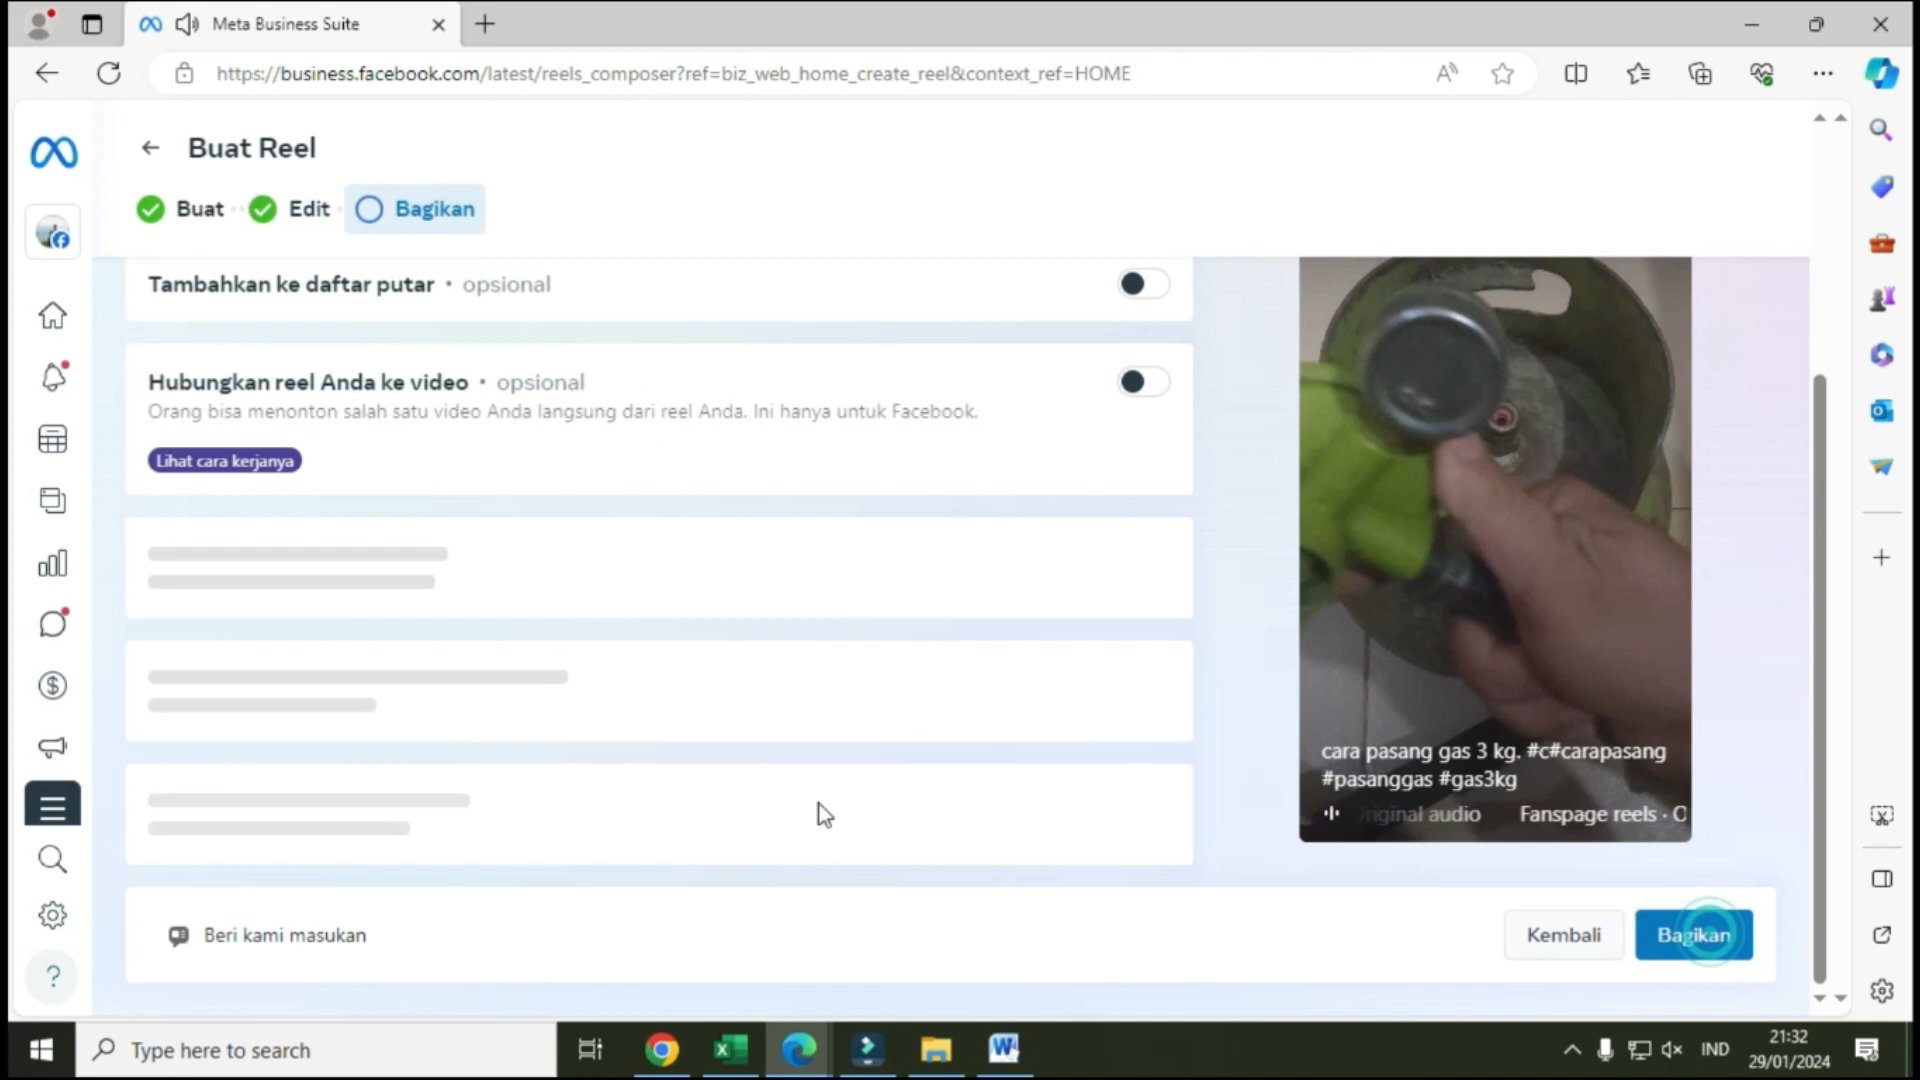 Meta Business Suite
https://business.facebook.com/latest/reels_composer?ref=biz_web_home_create_reel&context_ref=HOME
Buat Reel
Buat Edit Bagikan
Tambahkan ke daftar putar • opsional
Hubungkan reel Anda ke video • opsional
Orang bisa menonton salah satu video Anda langsung dari reel Anda. Ini hanya untuk Facebook.
Lihat cara kerjanya
cara pasang gas 3 kg. #c#carapasang
#pasanggas #gas3kg
riginal audio Fanspage reels · O
Beri kami masukan
Kembali
Bagikan
Type here to search
IND
21:32
29/01/2024